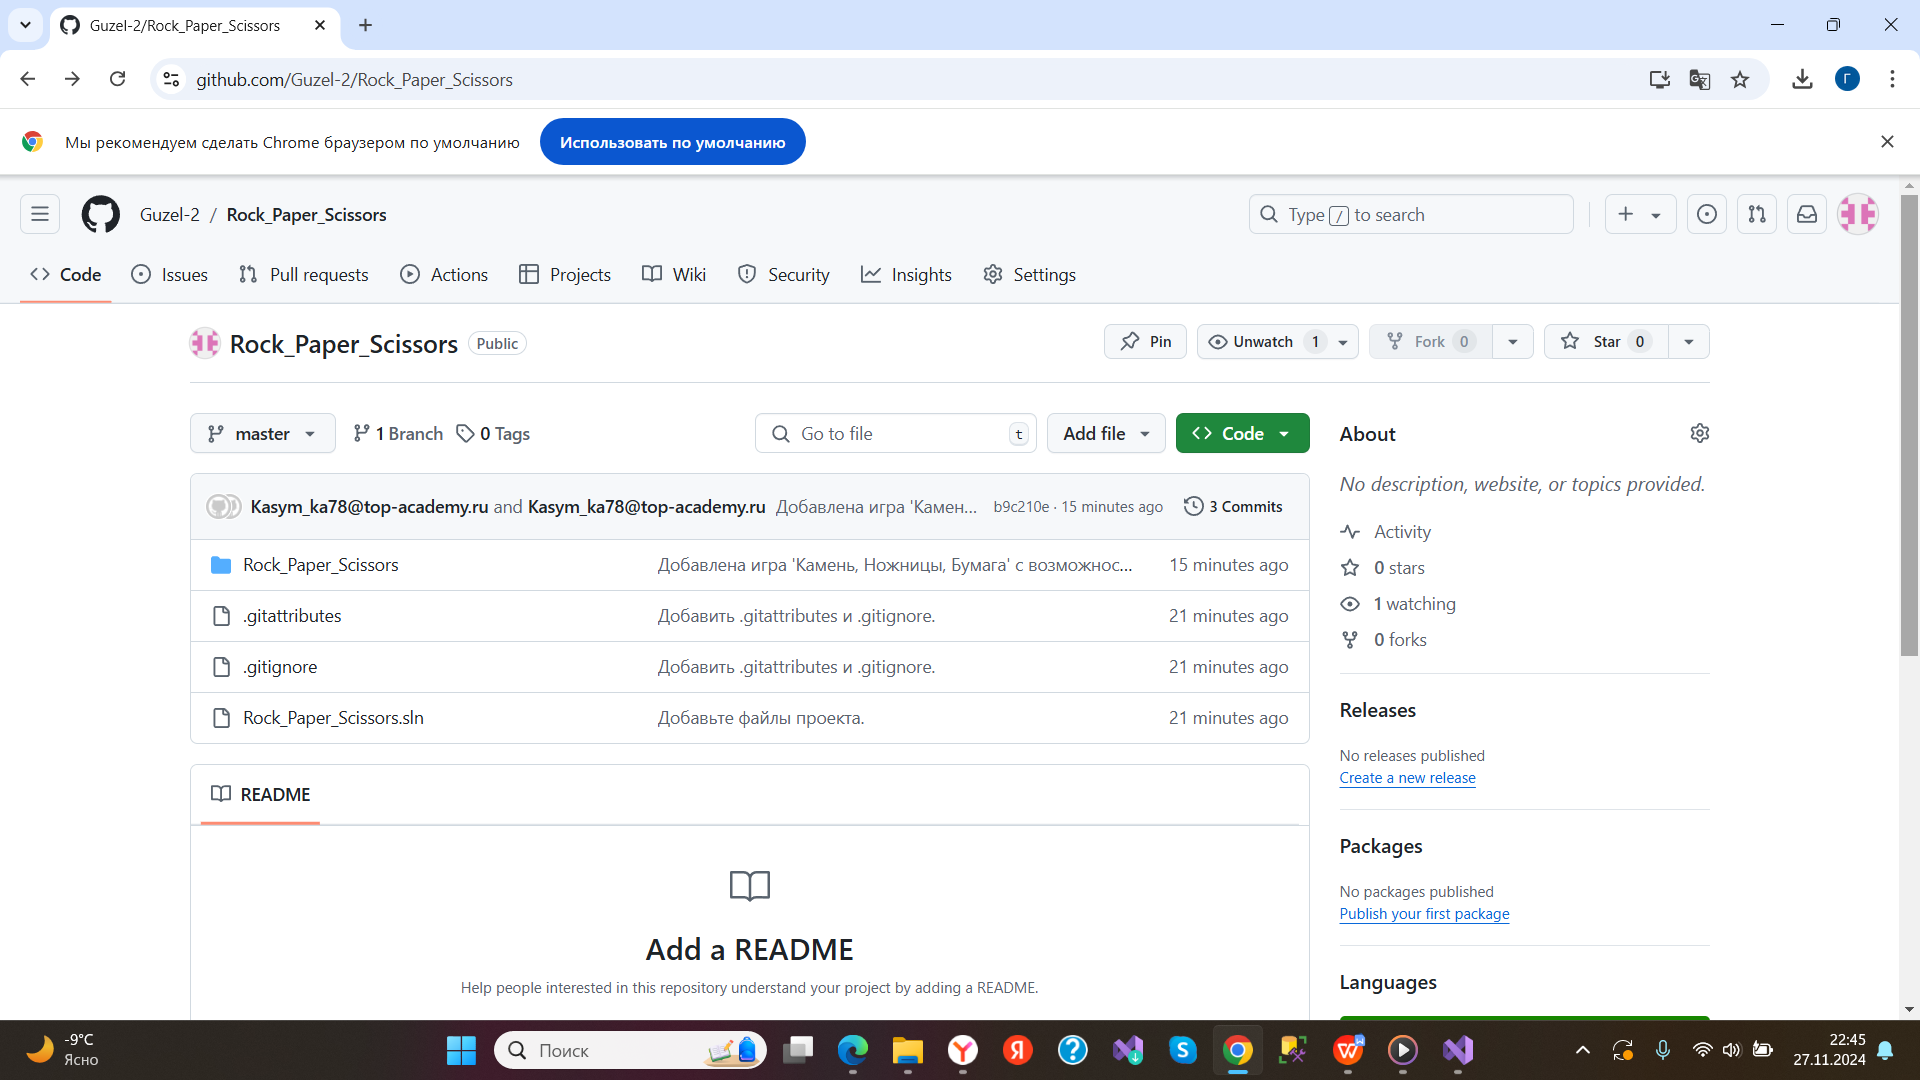 Guzel-2/Rock_Paper_Scissors
github.com/Guzel-2/Rock_Paper_Scissors
Г
Мы рекомендуем сделать Chrome браузером по умолчанию
Использовать по умолчанию
Guzel-2 / Rock_Paper_Scissors
Type / to search
Code Issues Pull requests Actions Projects Wiki Security Insights Settings
Rock_Paper_Scissors Public
Pin Unwatch 1 Fork 0 Star 0
master 1 Branch 0 Tags Go to file t Add file Code
Kasym_ka78@top-academy.ru and Kasym_ka78@top-academy.ru Добавлена игра 'Камен... b9c210e · 15 minutes ago 3 Commits
Rock_Paper_Scissors Добавлена игра 'Камень, Ножницы, Бумага' с возможнос... 15 minutes ago
.gitattributes Добавить .gitattributes и .gitignore. 21 minutes ago
.gitignore Добавить .gitattributes и .gitignore. 21 minutes ago
Rock_Paper_Scissors.sln Добавьте файлы проекта. 21 minutes ago
README
Add a README
Help people interested in this repository understand your project by adding a README.
About
No description, website, or topics provided.
Activity
0 stars
1 watching
0 forks
Releases
No releases published
Create a new release
Packages
No packages published
Publish your first package
Languages
-9°C
Ясно
Поиск
22:45
27.11.2024